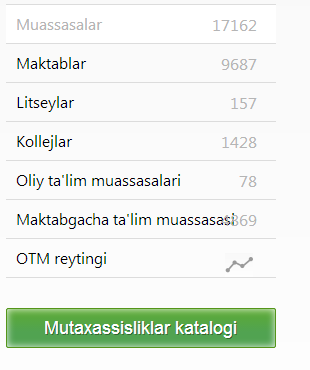 Muassasalar 17162
Maktablar 9687
Litseylar 157
Kollejlar 1428
Oliy ta'lim muassasalari 78
Maktabgacha ta'lim muassasasi 4869
OTM reytingi
Mutaxassisliklar katalogi